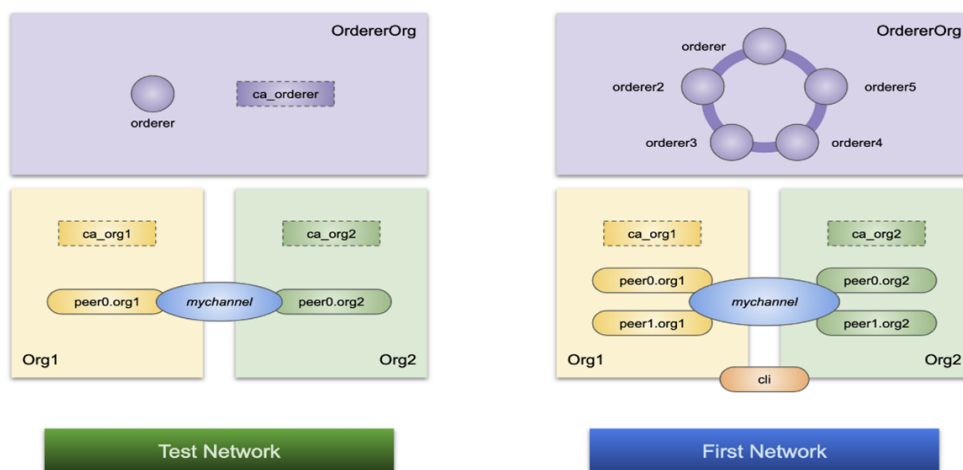 OrdererOrg
orderer
ca_orderer
ca_org1
ca_org2
peer0.org1
mychannel
peer0.org2
Org1
Org2
Test Network
OrdererOrg
orderer
orderer2
orderer5
orderer3
orderer4
ca_org1
ca_org2
peer0.org1
peer0.org2
mychannel
peer1.org1
peer1.org2
Org1
Org2
cli
First Network